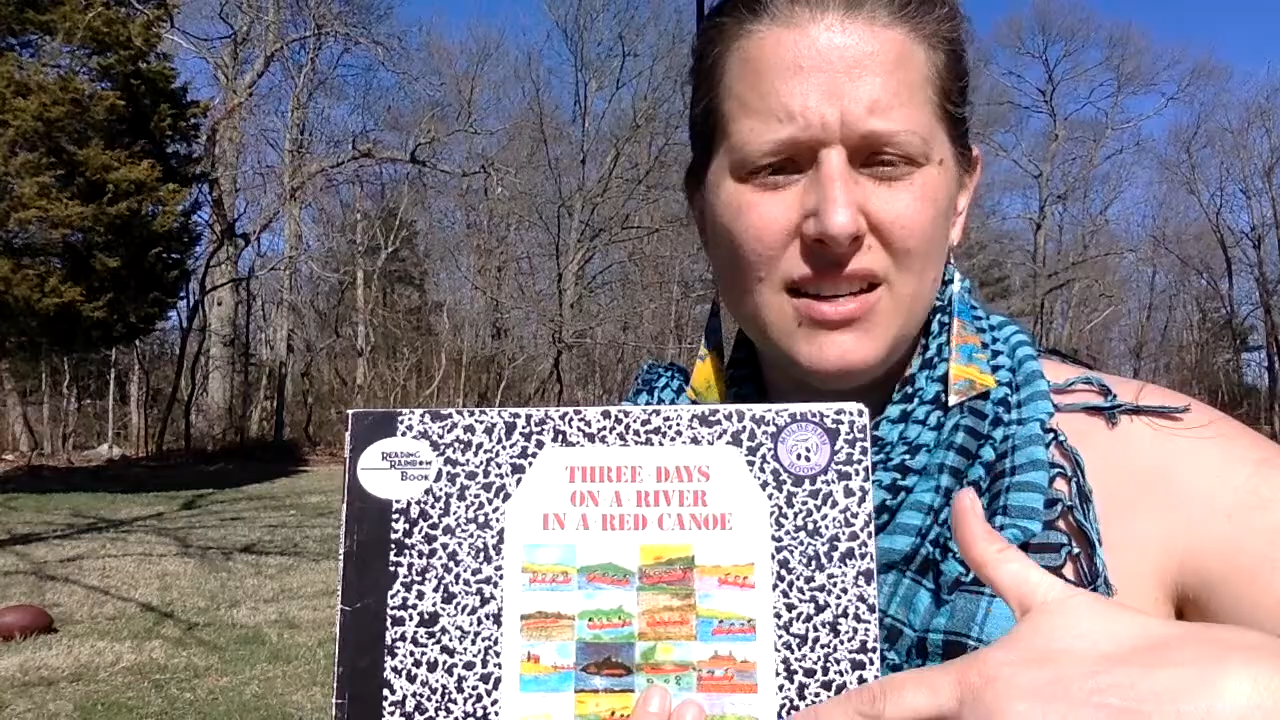 READING
RAINBOW
BOOK
MULBERRY
BOOKS
THREE · DAYS
ON · A · RIVER
IN · A · RED · CANOE